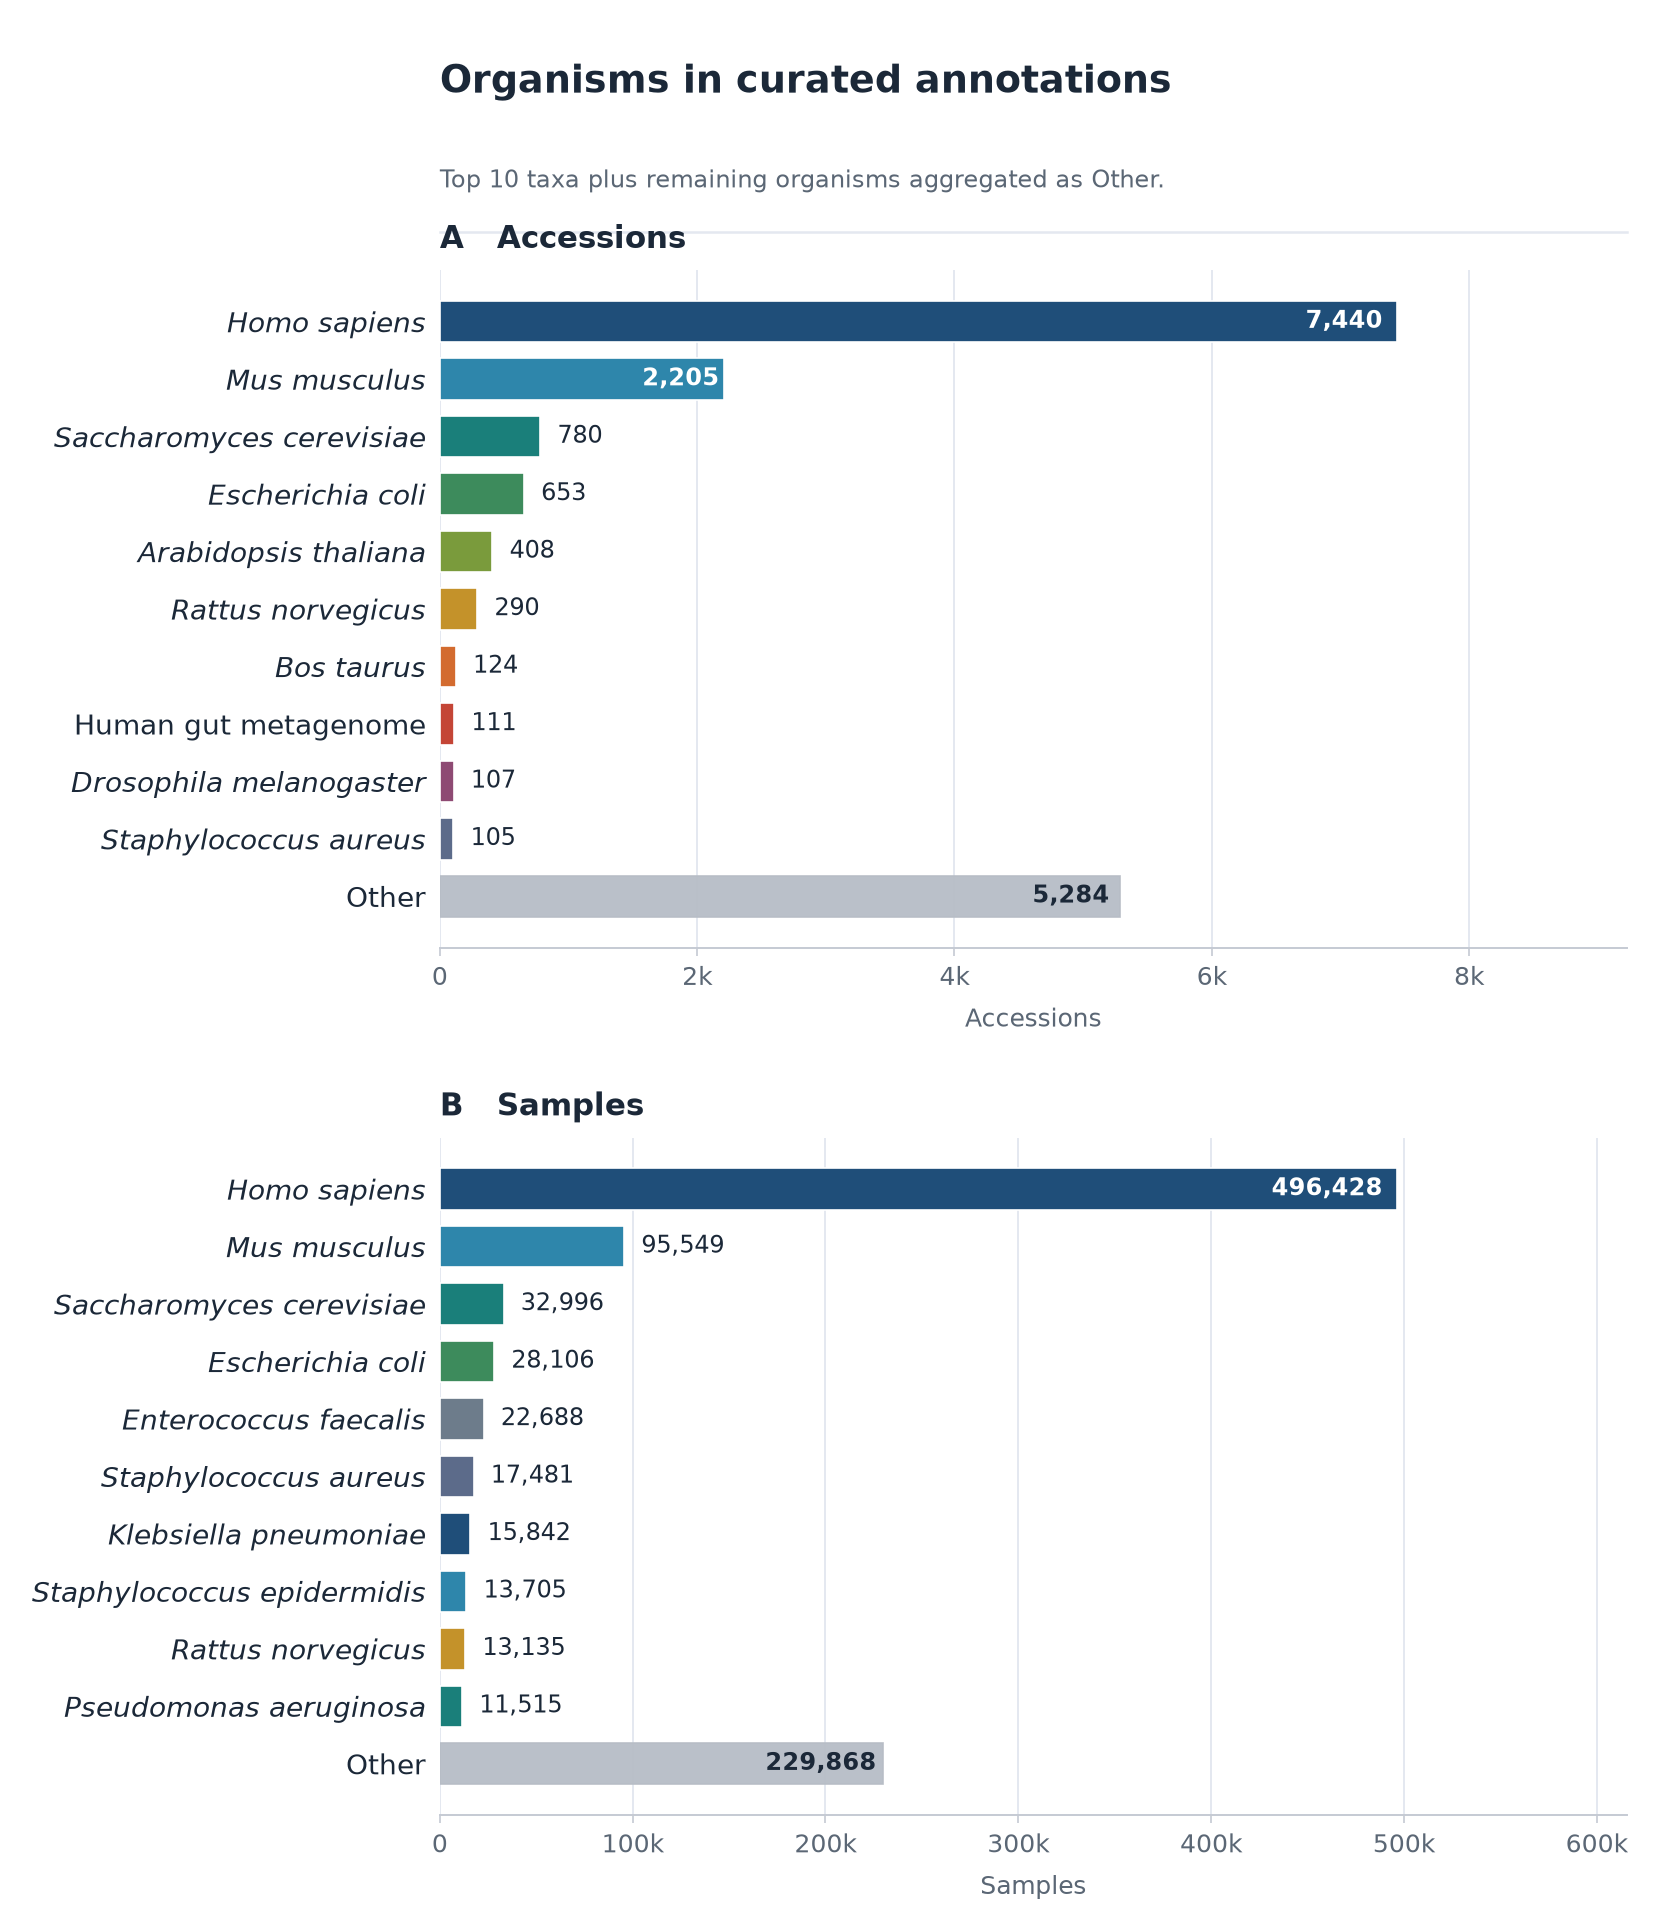 Organisms in curated annotations
Top 10 taxa plus remaining organisms aggregated as Other.
A Accessions
Homo sapiens 7,440
Mus musculus 2,205
Saccharomyces cerevisiae 780
Escherichia coli 653
Arabidopsis thaliana 408
Rattus norvegicus 290
Bos taurus 124
Human gut metagenome 111
Drosophila melanogaster 107
Staphylococcus aureus 105
Other 5,284
0 2k 4k 6k 8k
Accessions
B Samples
Homo sapiens 496,428
Mus musculus 95,549
Saccharomyces cerevisiae 32,996
Escherichia coli 28,106
Enterococcus faecalis 22,688
Staphylococcus aureus 17,481
Klebsiella pneumoniae 15,842
Staphylococcus epidermidis 13,705
Rattus norvegicus 13,135
Pseudomonas aeruginosa 11,515
Other 229,868
0 100k 200k 300k 400k 500k 600k
Samples